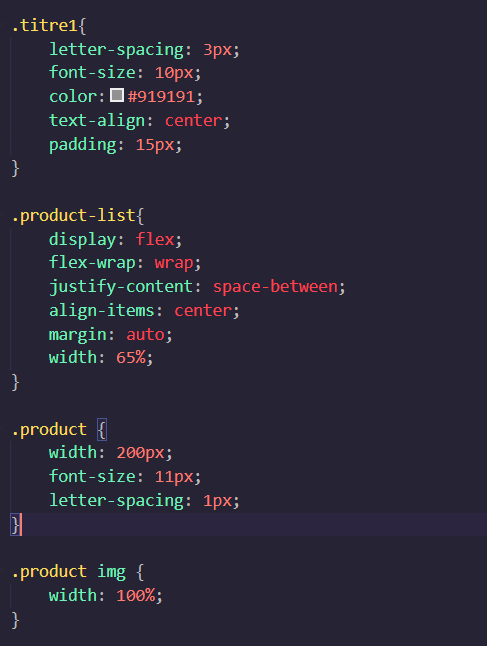 .titre1{
    letter-spacing: 3px;
    font-size: 10px;
    color: #919191;
    text-align: center;
    padding: 15px;
}

.product-list{
    display: flex;
    flex-wrap: wrap;
    justify-content: space-between;
    align-items: center;
    margin: auto;
    width: 65%;
}

.product {
    width: 200px;
    font-size: 11px;
    letter-spacing: 1px;
}

.product img {
    width: 100%;
}